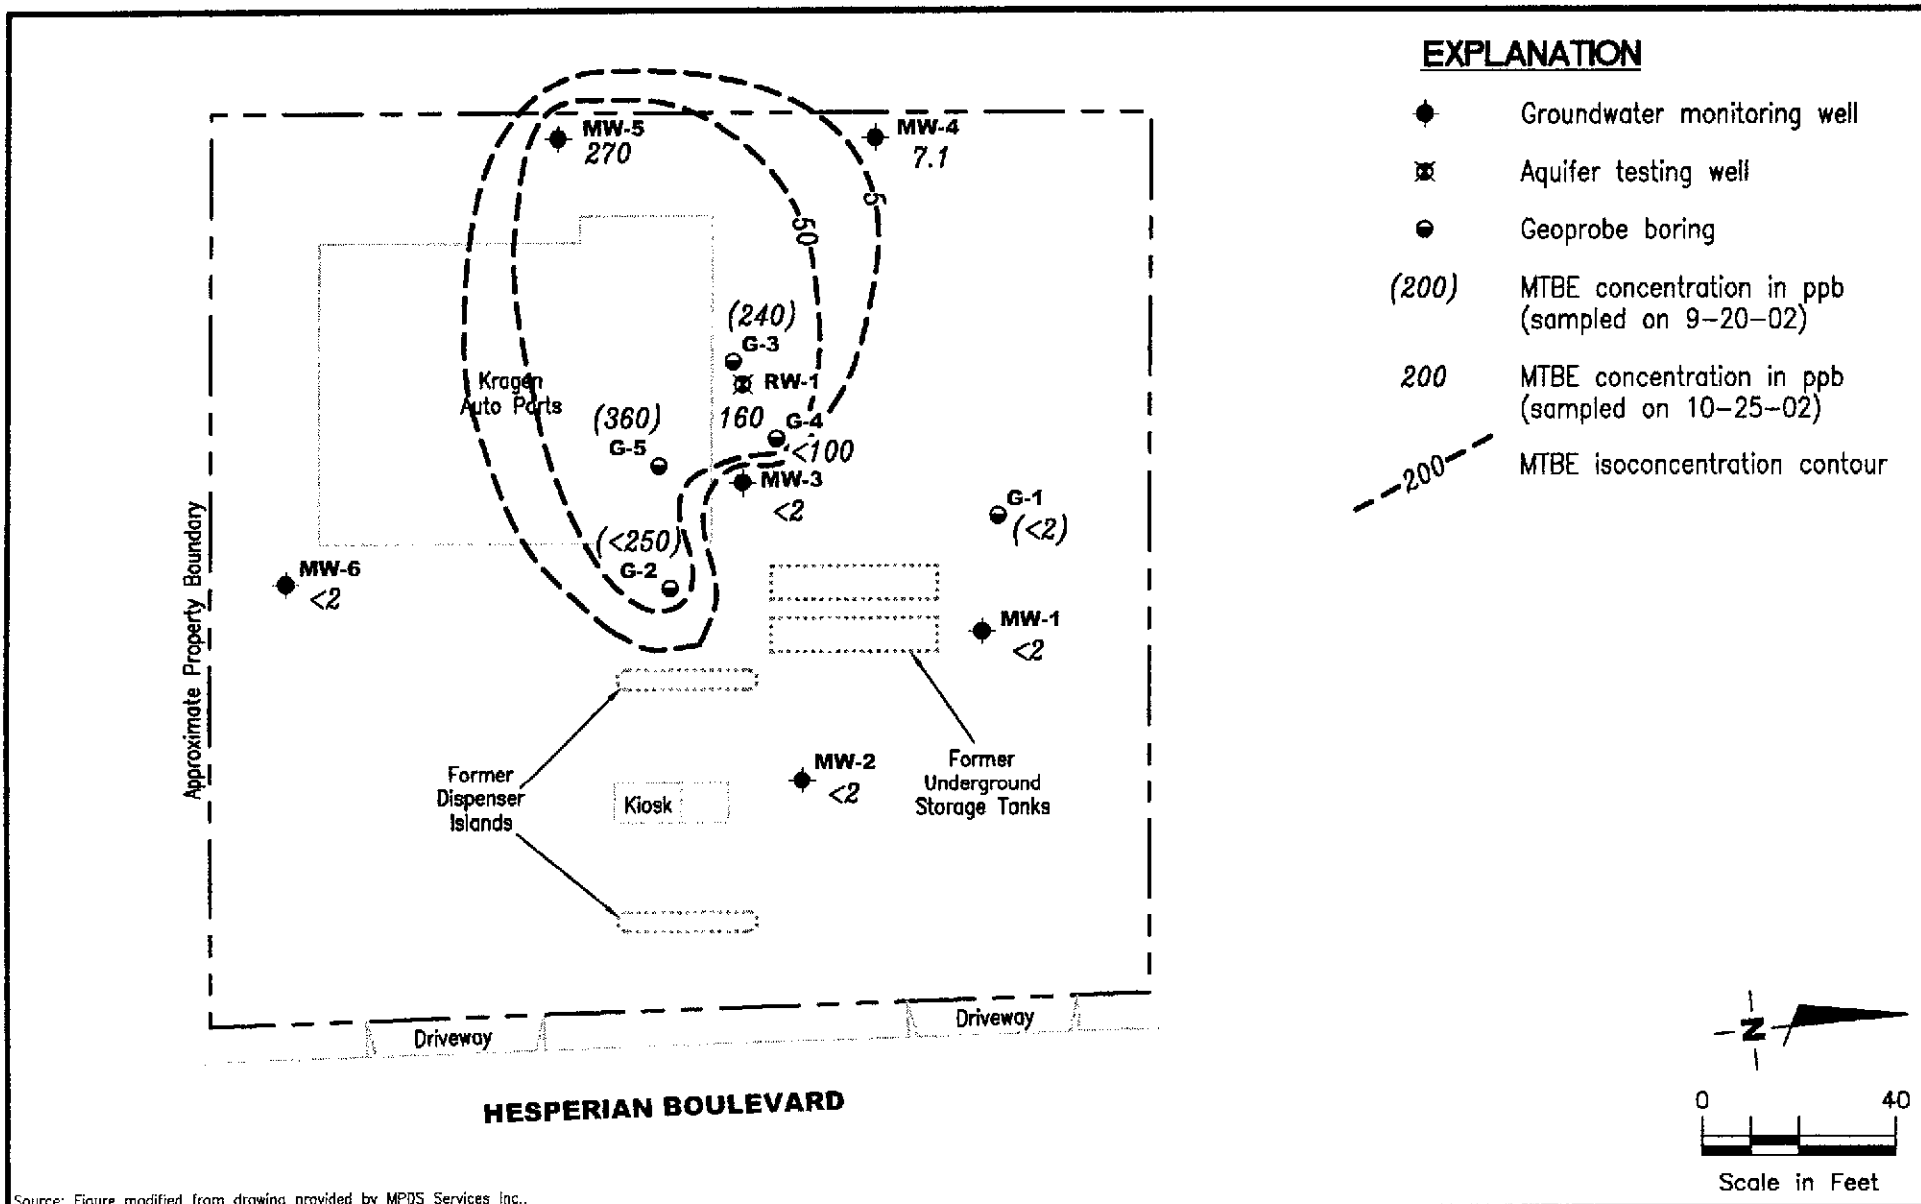 EXPLANATION
Groundwater monitoring well
Aquifer testing well
Geoprobe boring
(200) MTBE concentration in ppb
(sampled on 9-20-02)
200 MTBE concentration in ppb
(sampled on 10-25-02)
200 MTBE isoconcentration contour
MW-5
270
MW-4
7.1
5
50
(240)
G-3
RW-1
160
G-4
<100
Kragen
Auto Parts
(360)
G-5
MW-3
<2
G-1
(<2)
(<250)
G-2
MW-6
<2
MW-1
<2
Approximate Property Boundary
MW-2
<2
Former
Underground
Storage Tanks
Former
Dispenser
Islands
Kiosk
Driveway
Driveway
HESPERIAN BOULEVARD
N
0 40
Scale in Feet
Source: Figure modified from drawing provided by MPDS Services Inc..